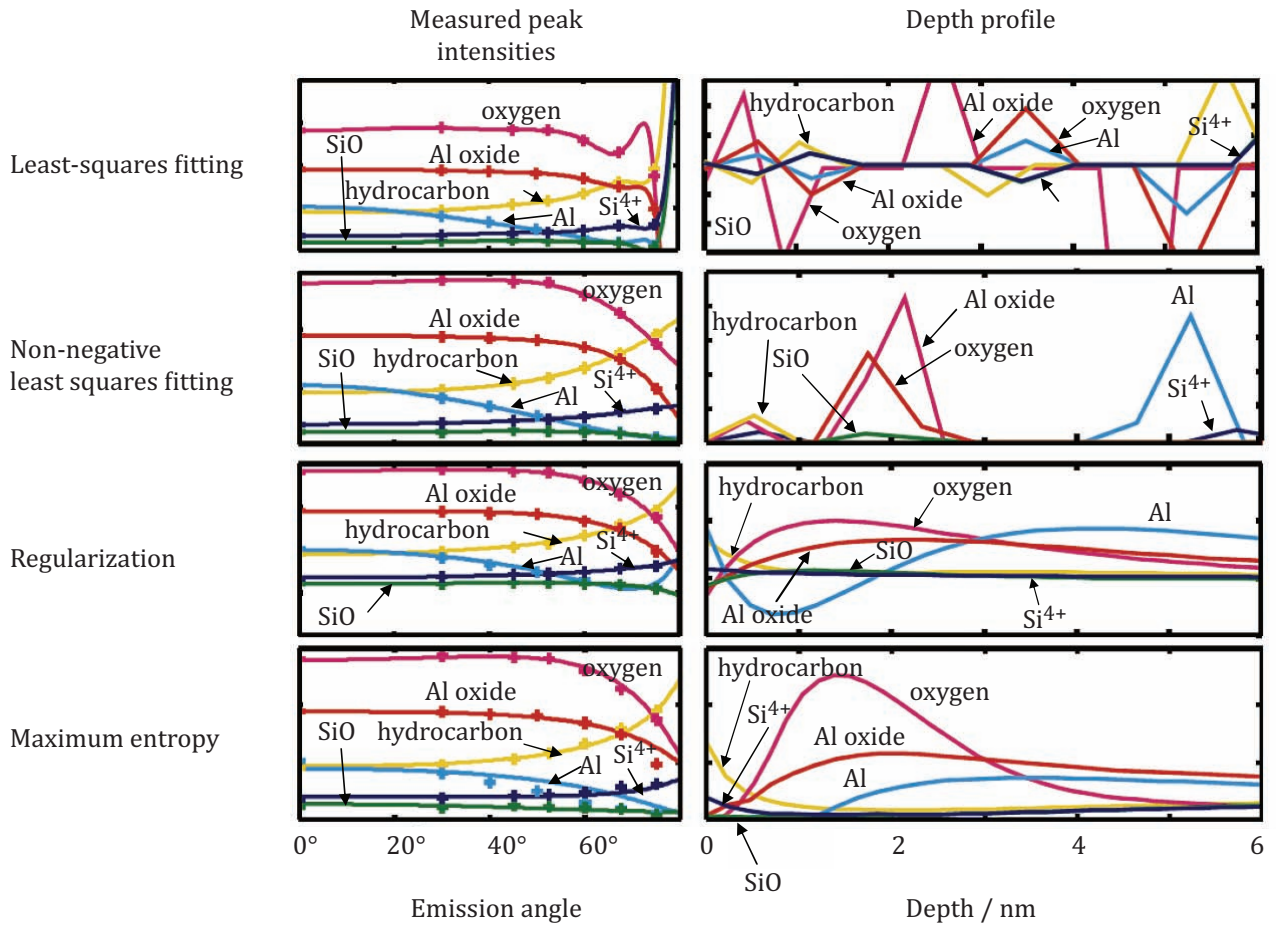 Measured peak
intensities
Depth profile
Least-squares fitting
oxygen
SiO
Al oxide
hydrocarbon
Al
Si4+
hydrocarbon
Al oxide
oxygen
Al
Si4+
Al oxide
SiO
oxygen
Non-negative
least squares fitting
oxygen
Al oxide
SiO
hydrocarbon
Si4+
Al
Al oxide
Al
hydrocarbon
oxygen
SiO
Si4+
Regularization
oxygen
Al oxide
hydrocarbon
Si4+
Al
SiO
hydrocarbon
oxygen
Al
SiO
Al oxide
Si4+
Maximum entropy
oxygen
Al oxide
SiO
hydrocarbon
Si4+
Al
hydrocarbon
oxygen
Si4+
Al oxide
Al
0° 20° 40° 60°
0 2 4 6
SiO
Emission angle
Depth / nm